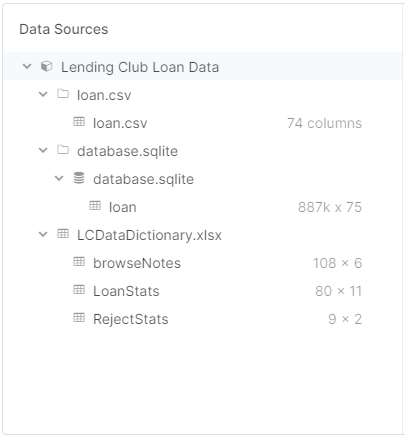 Data Sources
Lending Club Loan Data
loan.csv
loan.csv 74 columns
database.sqlite
database.sqlite
loan 887k x 75
LCDataDictionary.xlsx
browseNotes 108 × 6
LoanStats 80 × 11
RejectStats 9 × 2